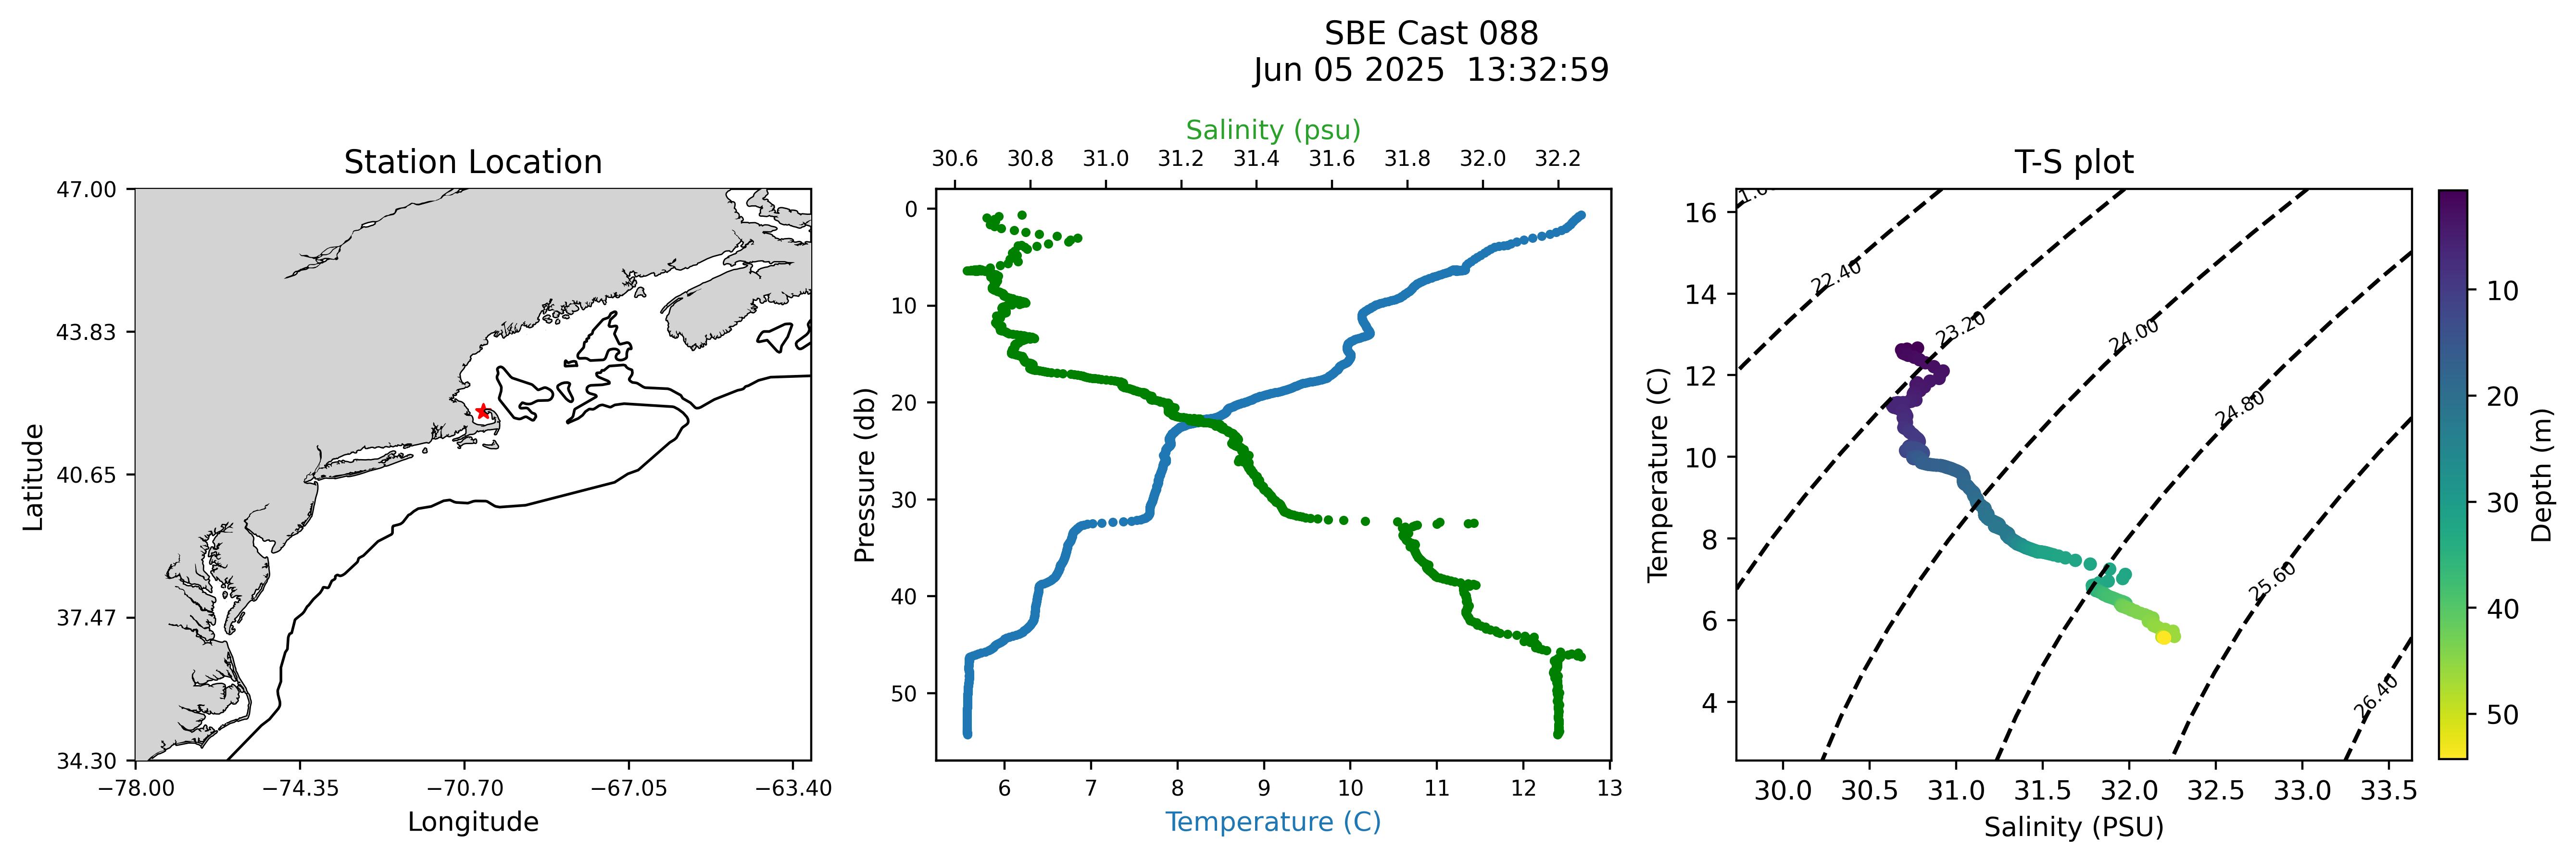 SBE Cast 088
Jun 05 2025  13:32:59
Station Location
47.00
43.83
40.65
37.47
34.30
Latitude
−78.00 −74.35 −70.70 −67.05 −63.40
Longitude
Salinity (psu)
30.6 30.8 31.0 31.2 31.4 31.6 31.8 32.0 32.2
0
10
20
30
40
50
Pressure (db)
6 7 8 9 10 11 12 13
Temperature (C)
T-S plot
16
14
12
10
8
6
4
Temperature (C)
22.40
23.20
24.00
24.80
25.60
26.40
30.0 30.5 31.0 31.5 32.0 32.5 33.0 33.5
Salinity (PSU)
10
20
30
40
50
Depth (m)